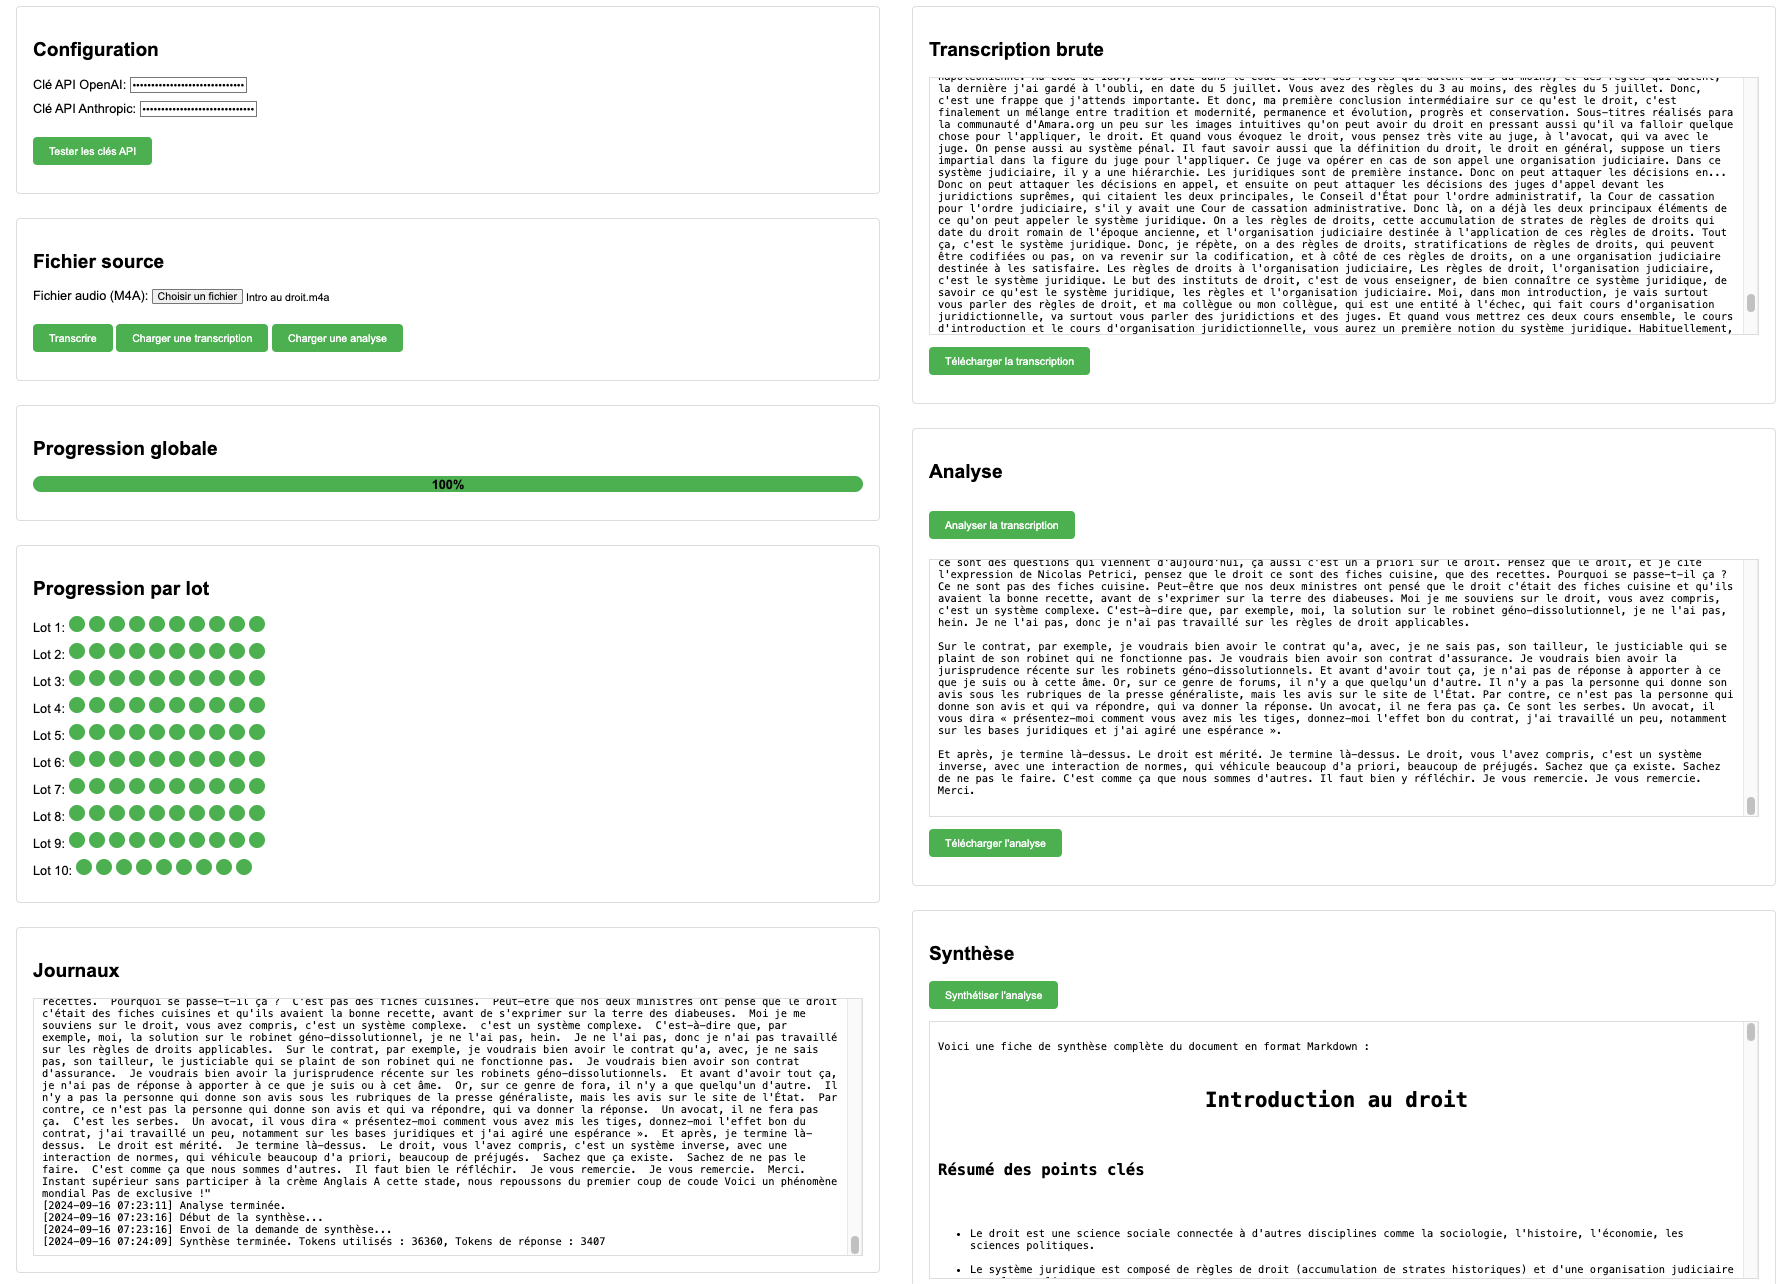 Configuration
Clé API OpenAI: ••••••••••••••••••••••••••••••
Clé API Anthropic: ••••••••••••••••••••••••••••••
Tester les clés API
Fichier source
Fichier audio (M4A): Choisir un fichier Intro au droit.m4a
Transcrire Charger une transcription Charger une analyse
Progression globale
100%
Progression par lot
Lot 1:
Lot 2:
Lot 3:
Lot 4:
Lot 5:
Lot 6:
Lot 7:
Lot 8:
Lot 9:
Lot 10:
Journaux
recettes. Pourquoi se passe-t-il ça ? C'est pas des fiches cuisines. Peut-être que nos deux ministres ont pensé que le droit
c'était des fiches cuisines et qu'ils avaient la bonne recette, avant de s'exprimer sur la terre des diabeuses. Moi je me
souviens sur le droit, vous avez compris, c'est un système complexe. c'est un système complexe. C'est-à-dire que, par
exemple, moi, la solution sur le robinet géno-dissolutionnel, je ne l'ai pas, hein. Je ne l'ai pas, donc je n'ai pas travaillé
sur les règles de droits applicables. Sur le contrat, par exemple, je voudrais bien avoir le contrat qu'a, avec, je ne sais
pas, son tailleur, le justiciable qui se plaint de son robinet qui ne fonctionne pas. Je voudrais bien avoir son contrat
d'assurance. Je voudrais bien avoir la jurisprudence récente sur les robinets géno-dissolutionnels. Et avant d'avoir tout ça,
je n'ai pas de réponse à apporter à ce que je suis ou à cet âme. Or, sur ce genre de fora, il n'y a que quelqu'un d'autre. Il
n'y a pas la personne qui donne son avis sous les rubriques de la presse généraliste, mais les avis sur le site de l'État. Par
contre, ce n'est pas la personne qui donne son avis et qui va répondre, qui va donner la réponse. Un avocat, il ne fera pas
ça. C'est les serbes. Un avocat, il vous dira « présentez-moi comment vous avez mis les tiges, donnez-moi l'effet bon du
contrat, j'ai travaillé un peu, notamment sur les bases juridiques et j'ai agiré une espérance ». Et après, je termine là-
dessus. Le droit est mérité. Je termine là-dessus. Le droit, vous l'avez compris, c'est un système inverse, avec une
interaction de normes, qui véhicule beaucoup d'a priori, beaucoup de préjugés. Sachez que ça existe. Sachez de ne pas le
faire. C'est comme ça que nous sommes d'autres. Il faut bien le réfléchir. Je vous remercie. Je vous remercie. Merci.
Instant supérieur sans participer à la crème Anglais A cette stade, nous repoussons du premier coup de coude Voici un phénomène
mondial Pas de exclusive !"
[2024-09-16 07:23:11] Analyse terminée.
[2024-09-16 07:23:16] Début de la synthèse...
[2024-09-16 07:23:16] Envoi de la demande de synthèse...
[2024-09-16 07:24:09] Synthèse terminée. Tokens utilisés : 36360, Tokens de réponse : 3407
Transcription brute
napoléonienne. Au Code de 1804, vous avez dans le Code de 1804 des règles qui datent du 3 au moins, et des règles qui datent,
la dernière j'ai gardé à l'oubli, en date du 5 juillet. Vous avez des règles du 3 au moins, des règles du 5 juillet. Donc,
c'est une frappe que j'attends importante. Et donc, ma première conclusion intermédiaire sur ce qu'est le droit, c'est
finalement un mélange entre tradition et modernité, permanence et évolution, progrès et conservation. Sous-titres réalisés para
la communauté d'Amara.org un peu sur les images intuitives qu'on peut avoir du droit en pressant aussi qu'il va falloir quelque
chose pour l'appliquer, le droit. Et quand vous évoquez le droit, vous pensez très vite au juge, à l'avocat, qui va avec le
juge. On pense aussi au système pénal. Il faut savoir aussi que la définition du droit, le droit en général, suppose un tiers
impartial dans la figure du juge pour l'appliquer. Ce juge va opérer en cas de son appel une organisation judiciaire. Dans ce
système judiciaire, il y a une hiérarchie. Les juridiques sont de première instance. Donc on peut attaquer les décisions en...
Donc on peut attaquer les décisions en appel, et ensuite on peut attaquer les décisions des juges d'appel devant les
juridictions suprêmes, qui citaient les deux principales, le Conseil d'État pour l'ordre administratif, la Cour de cassation
pour l'ordre judiciaire, s'il y avait une Cour de cassation administrative. Donc là, on a déjà les deux principaux éléments de
ce qu'on peut appeler le système juridique. On a les règles de droits, cette accumulation de strates de règles de droits qui
date du droit romain de l'époque ancienne, et l'organisation judiciaire destinée à l'application de ces règles de droits. Tout
ça, c'est le système juridique. Donc, je répète, on a des règles de droits, stratifications de règles de droits, qui peuvent
être codifiées ou pas, on va revenir sur la codification, et à côté de ces règles de droits, on a une organisation judiciaire
destinée à les satisfaire. Les règles de droits à l'organisation judiciaire, Les règles de droit, l'organisation judiciaire,
c'est le système juridique. Le but des instituts de droit, c'est de vous enseigner, de bien connaître ce système juridique, de
savoir ce qu'est le système juridique, les règles et l'organisation judiciaire. Moi, dans mon introduction, je vais surtout
vous parler des règles de droit, et ma collègue ou mon collègue, qui est une entité à l'échec, qui fait cours d'organisation
juridictionnelle, va surtout vous parler des juridictions et des juges. Et quand vous mettrez ces deux cours ensemble, le cours
d'introduction et le cours d'organisation juridictionnelle, vous aurez un première notion du système juridique. Habituellement,
Télécharger la transcription
Analyse
Analyser la transcription
ce sont des questions qui viennent d'aujourd'hui, ça aussi c'est un a priori sur le droit. Pensez que le droit, et je cite
l'expression de Nicolas Petrici, pensez que le droit ce sont des fiches cuisine, que des recettes. Pourquoi se passe-t-il ça ?
Ce ne sont pas des fiches cuisine. Peut-être que nos deux ministres ont pensé que le droit c'était des fiches cuisine et qu'ils
avaient la bonne recette, avant de s'exprimer sur la terre des diabeuses. Moi je me souviens sur le droit, vous avez compris,
c'est un système complexe. C'est-à-dire que, par exemple, moi, la solution sur le robinet géno-dissolutionnel, je ne l'ai pas,
hein. Je ne l'ai pas, donc je n'ai pas travaillé sur les règles de droit applicables.
Sur le contrat, par exemple, je voudrais bien avoir le contrat qu'a, avec, je ne sais pas, son tailleur, le justiciable qui se
plaint de son robinet qui ne fonctionne pas. Je voudrais bien avoir son contrat d'assurance. Je voudrais bien avoir la
jurisprudence récente sur les robinets géno-dissolutionnels. Et avant d'avoir tout ça, je n'ai pas de réponse à apporter à ce
que je suis ou à cette âme. Or, sur ce genre de forums, il n'y a que quelqu'un d'autre. Il n'y a pas la personne qui donne son
avis sous les rubriques de la presse généraliste, mais les avis sur le site de l'État. Par contre, ce n'est pas la personne qui
donne son avis et qui va répondre, qui va donner la réponse. Un avocat, il ne fera pas ça. Ce sont les serbes. Un avocat, il
vous dira « présentez-moi comment vous avez mis les tiges, donnez-moi l'effet bon du contrat, j'ai travaillé un peu, notamment
sur les bases juridiques et j'ai agiré une espérance ».
Et après, je termine là-dessus. Le droit est mérité. Je termine là-dessus. Le droit, vous l'avez compris, c'est un système
inverse, avec une interaction de normes, qui véhicule beaucoup d'a priori, beaucoup de préjugés. Sachez que ça existe. Sachez
de ne pas le faire. C'est comme ça que nous sommes d'autres. Il faut bien y réfléchir. Je vous remercie. Je vous remercie.
Merci.
Télécharger l'analyse
Synthèse
Synthétiser l'analyse
Voici une fiche de synthèse complète du document en format Markdown :
Introduction au droit
Résumé des points clés
• Le droit est une science sociale connectée à d'autres disciplines comme la sociologie, l'histoire, l'économie, les
sciences politiques.
• Le système juridique est composé de règles de droit (accumulation de strates historiques) et d'une organisation judiciaire